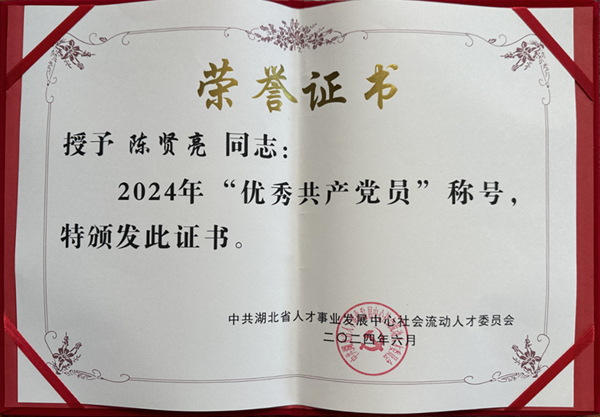 荣誉证书
授予 陈贤亮 同志：
2024年“优秀共产党员”称号，
特颁发此证书。
中共湖北省人才事业发展中心社会流动人才委员会
二〇二四年六月